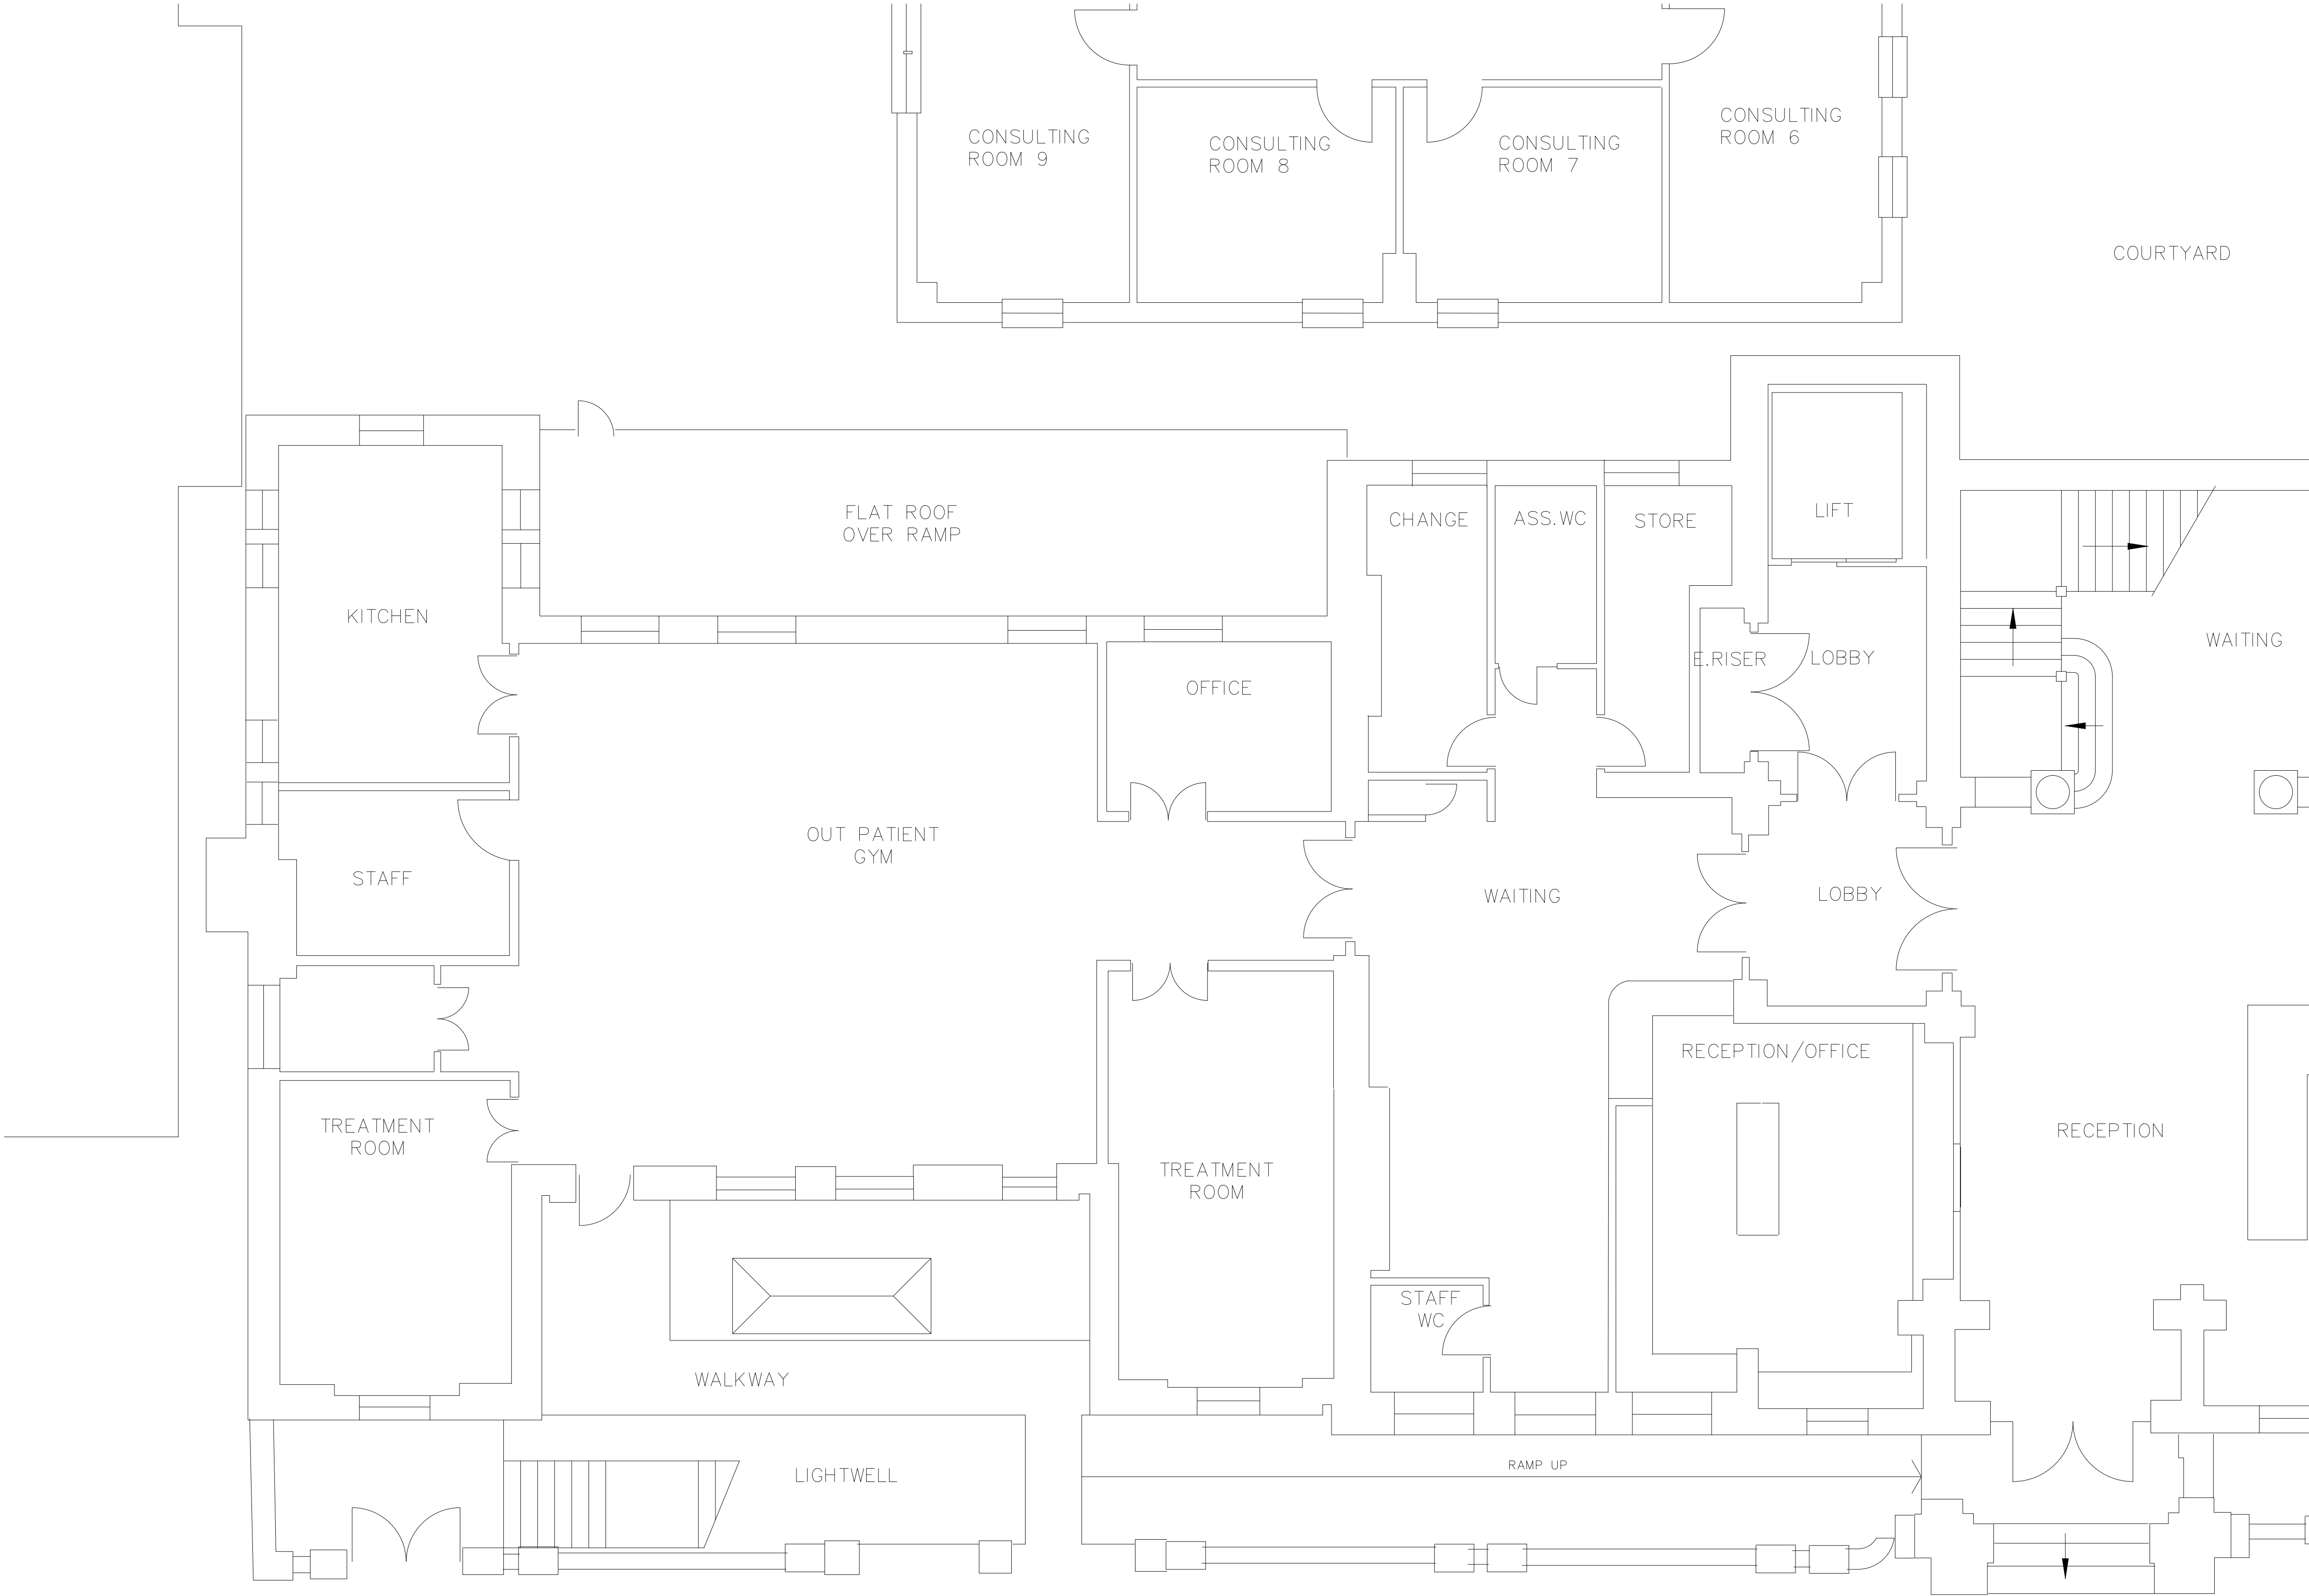 CONSULTING
ROOM 9
CONSULTING
ROOM 8
CONSULTING
ROOM 7
CONSULTING
ROOM 6
COURTYARD
FLAT ROOF
OVER RAMP
CHANGE
ASS.WC
STORE
LIFT
KITCHEN
OFFICE
E.RISER
LOBBY
WAITING
OUT PATIENT
GYM
STAFF
WAITING
LOBBY
RECEPTION/OFFICE
TREATMENT
ROOM
RECEPTION
TREATMENT
ROOM
STAFF
WC
WALKWAY
LIGHTWELL
RAMP UP